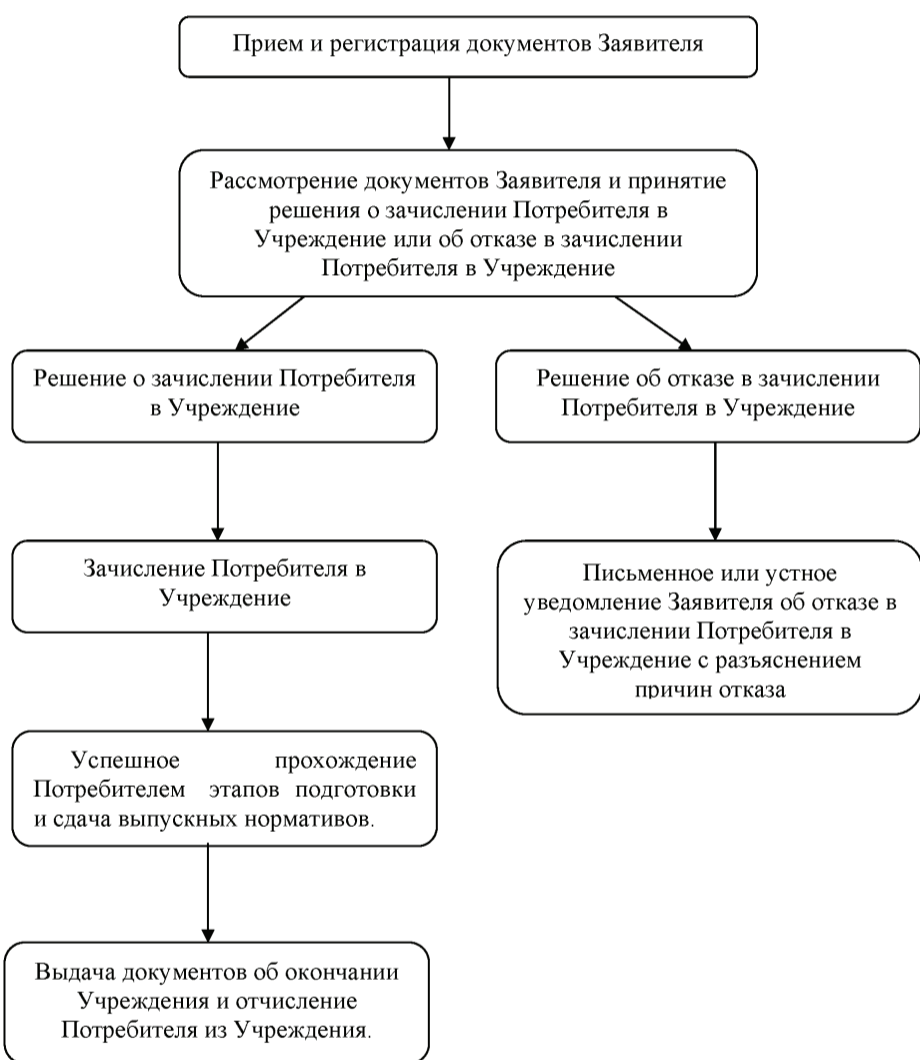 Прием и регистрация документов Заявителя
Рассмотрение документов Заявителя и принятие
решения о зачислении Потребителя в
Учреждение или об отказе в зачислении
Потребителя в Учреждение
Решение о зачислении Потребителя
в Учреждение
Решение об отказе в зачислении
Потребителя в Учреждение
Зачисление Потребителя в
Учреждение
Письменное или устное
уведомление Заявителя об отказе в
зачислении Потребителя в
Учреждение с разъяснением
причин отказа
Успешное прохождение
Потребителем этапов подготовки
и сдача выпускных нормативов.
Выдача документов об окончании
Учреждения и отчисление
Потребителя из Учреждения.